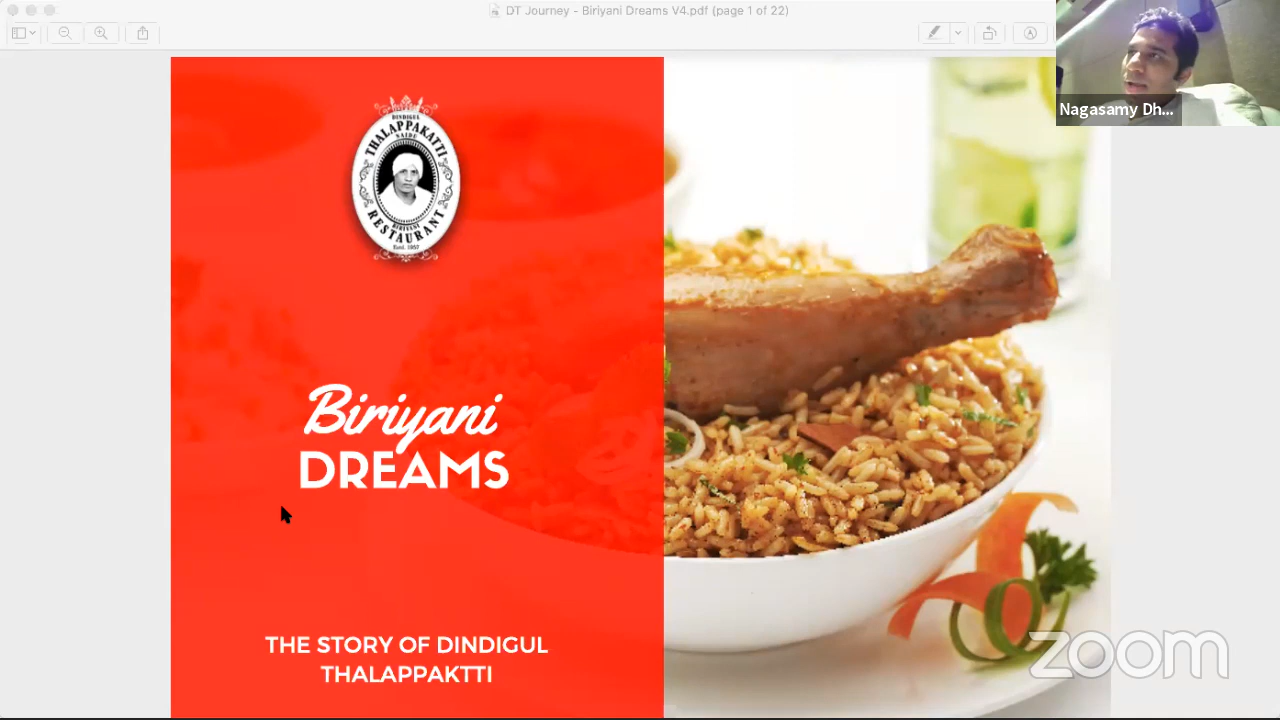 DT Journey - Biriyani Dreams V4.pdf (page 1 of 22)
Nagasamy Dh...
DINDIGUL
THALAPPAKATTI
NAIDU
BIRIYANI
RESTAURANT
Estd. 1957
Biriyani
DREAMS
THE STORY OF DINDIGUL
THALAPPAKTTI
zoom